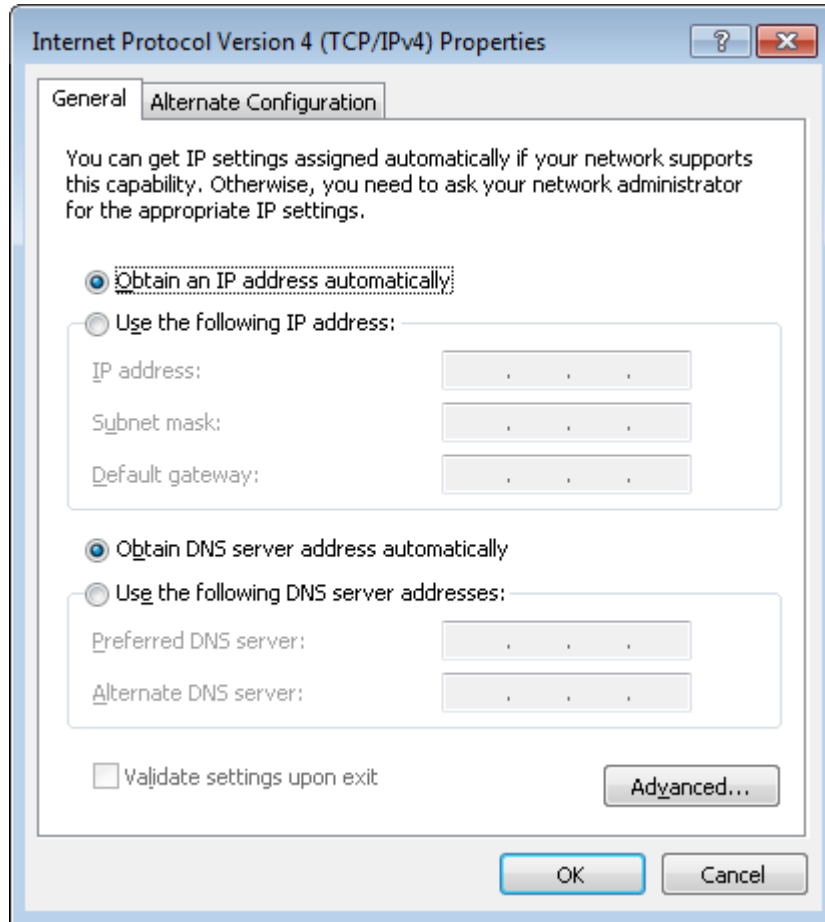 Internet Protocol Version 4 (TCP/IPv4) Properties
General
Alternate Configuration
You can get IP settings assigned automatically if your network supports
this capability. Otherwise, you need to ask your network administrator
for the appropriate IP settings.
Obtain an IP address automatically
Use the following IP address:
IP address:
Subnet mask:
Default gateway:
Obtain DNS server address automatically
Use the following DNS server addresses:
Preferred DNS server:
Alternate DNS server:
Validate settings upon exit
Advanced...
OK
Cancel